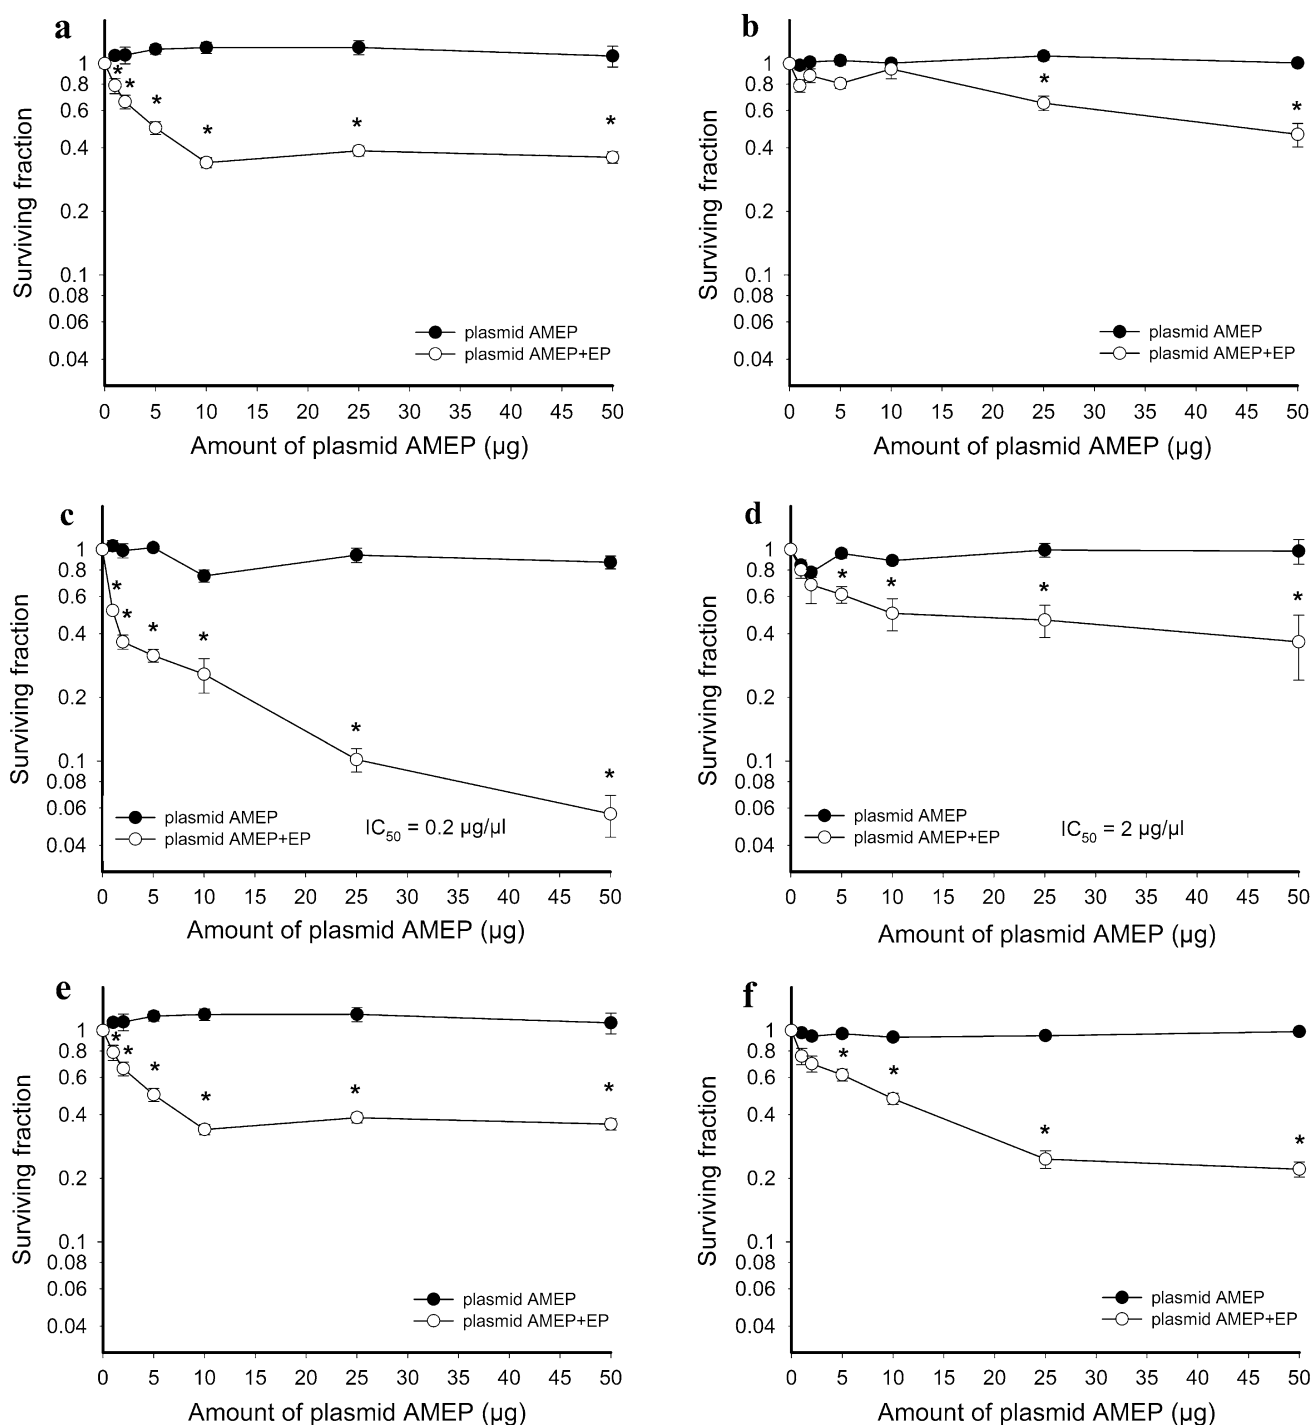 a
Surviving fraction
1
0.8
0.6
0.4
0.2
0.1
0.08
0.06
0.04
* * * * * *
plasmid AMEP
plasmid AMEP+EP
0 5 10 15 20 25 30 35 40 45 50
Amount of plasmid AMEP (µg)
b
Surviving fraction
1
0.8
0.6
0.4
0.2
0.1
0.08
0.06
0.04
* *
plasmid AMEP
plasmid AMEP+EP
0 5 10 15 20 25 30 35 40 45 50
Amount of plasmid AMEP (µg)
c
Surviving fraction
1
0.8
0.6
0.4
0.2
0.1
0.08
0.06
0.04
* * * * * *
plasmid AMEP
plasmid AMEP+EP
IC50 = 0.2 µg/µl
0 5 10 15 20 25 30 35 40 45 50
Amount of plasmid AMEP (µg)
d
Surviving fraction
1
0.8
0.6
0.4
0.2
0.1
0.08
0.06
0.04
* * * *
plasmid AMEP
plasmid AMEP+EP
IC50 = 2 µg/µl
0 5 10 15 20 25 30 35 40 45 50
Amount of plasmid AMEP (µg)
e
Surviving fraction
1
0.8
0.6
0.4
0.2
0.1
0.08
0.06
0.04
* * * * * *
plasmid AMEP
plasmid AMEP+EP
0 5 10 15 20 25 30 35 40 45 50
Amount of plasmid AMEP (µg)
f
Surviving fraction
1
0.8
0.6
0.4
0.2
0.1
0.08
0.06
0.04
* * * *
plasmid AMEP
plasmid AMEP+EP
0 5 10 15 20 25 30 35 40 45 50
Amount of plasmid AMEP (µg)